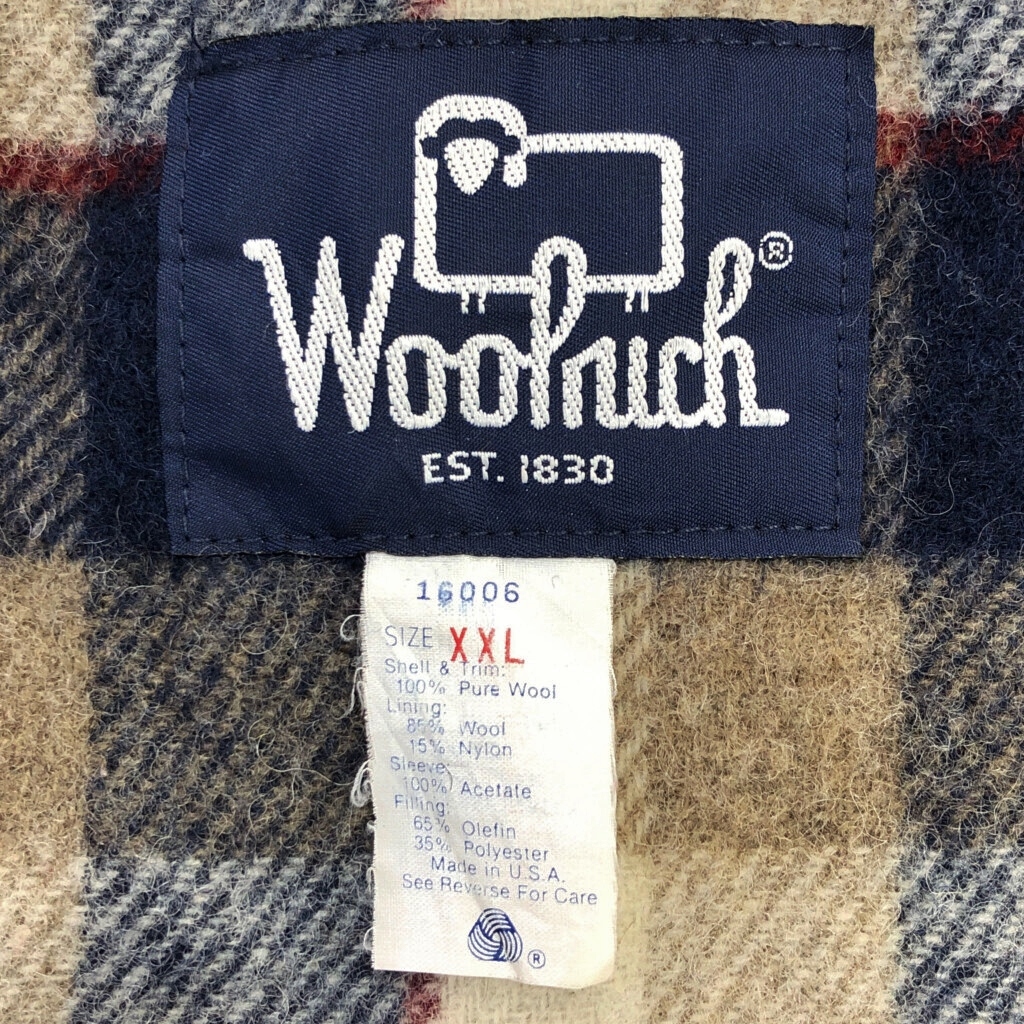 Woolrich®
EST. 1830
16006
SIZE XXL
Shell & Trim:
100% Pure Wool
Lining:
85% Wool
15% Nylon
Sleeve:
100% Acetate
Filling:
65% Olefin
35% Polyester
Made in U.S.A.
See Reverse For Care
®